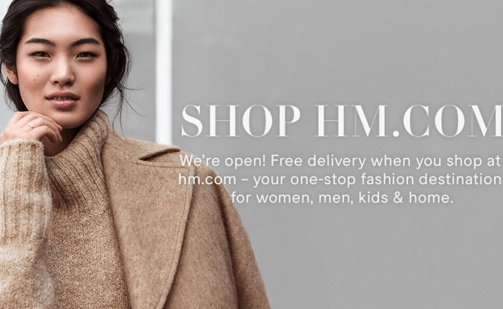 SHOP HM.COM
We're open! Free delivery when you shop at
hm.com – your one-stop fashion destination
for women, men, kids & home.